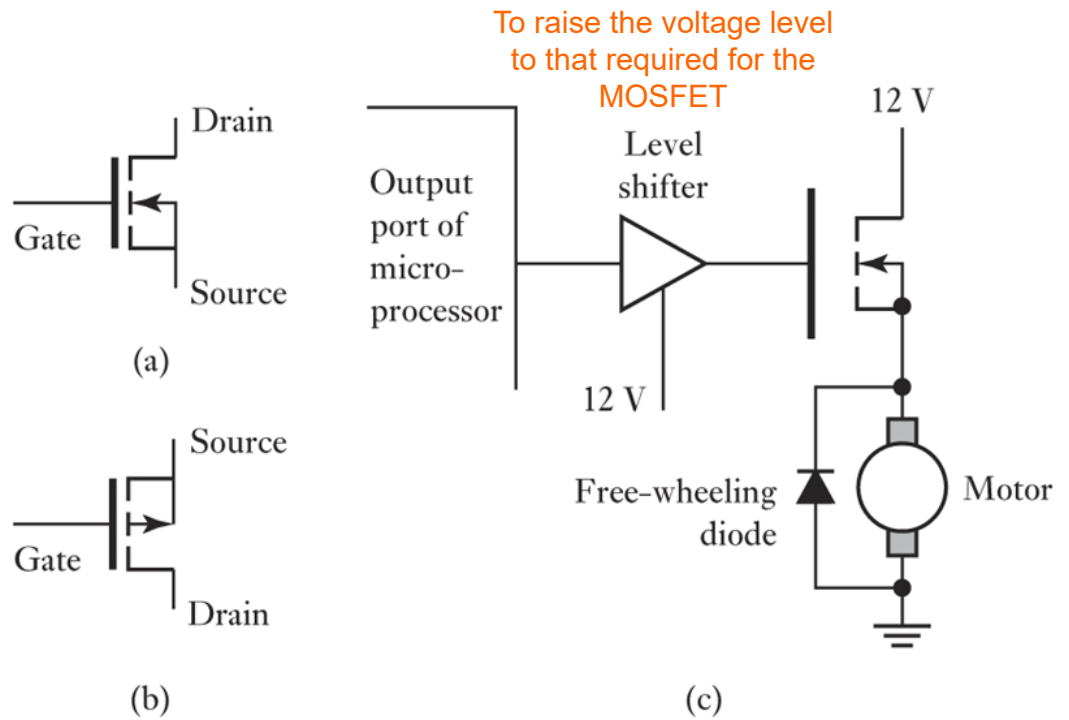 To raise the voltage level
to that required for the
MOSFET
Drain
Gate
Source
(a)
Source
Gate
Drain
(b)
Output
port of
micro-
processor
Level
shifter
12 V
12 V
Free-wheeling
diode
Motor
(c)